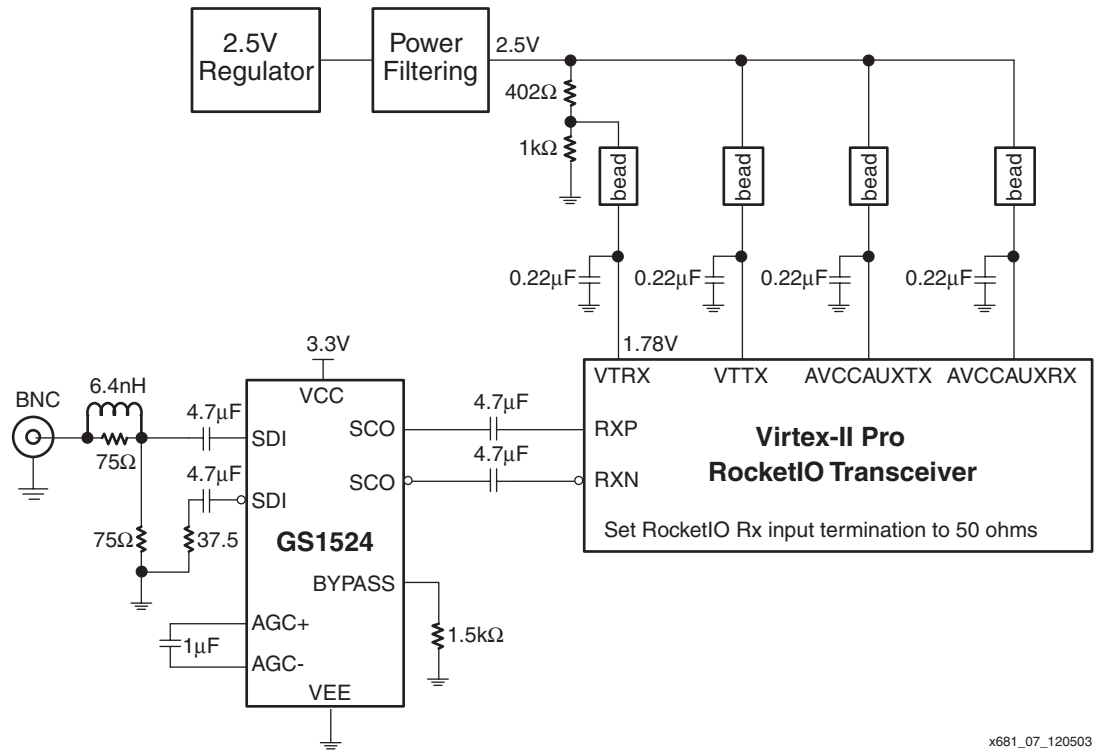 2.5V
Regulator
Power
Filtering
2.5V
402Ω
1kΩ
bead
bead
bead
bead
0.22µF
0.22µF
0.22µF
0.22µF
1.78V
VTRX
VTTX
AVCCAUXTX
AVCCAUXRX
3.3V
VCC
BNC
6.4nH
75Ω
4.7µF
SDI
4.7µF
SDI
75Ω
37.5
GS1524
SCO
SCO
4.7µF
4.7µF
RXP
RXN
Virtex-II Pro
RocketIO Transceiver
Set RocketIO Rx input termination to 50 ohms
BYPASS
1.5kΩ
AGC+
1µF
AGC-
VEE
x681_07_120503